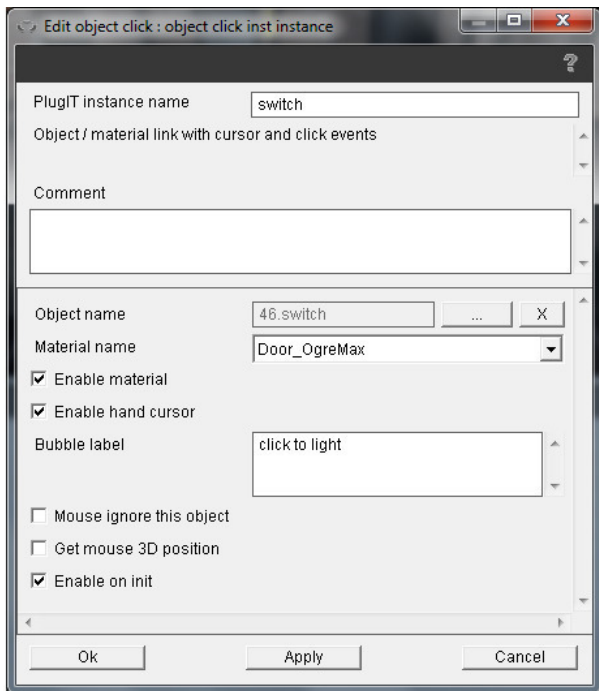 Edit object click : object click inst instance
?
PlugIT instance name switch
Object / material link with cursor and click events
Comment
Object name 46.switch ... X
Material name Door_OgreMax
Enable material
Enable hand cursor
Bubble label click to light
Mouse ignore this object
Get mouse 3D position
Enable on init
Ok Apply Cancel